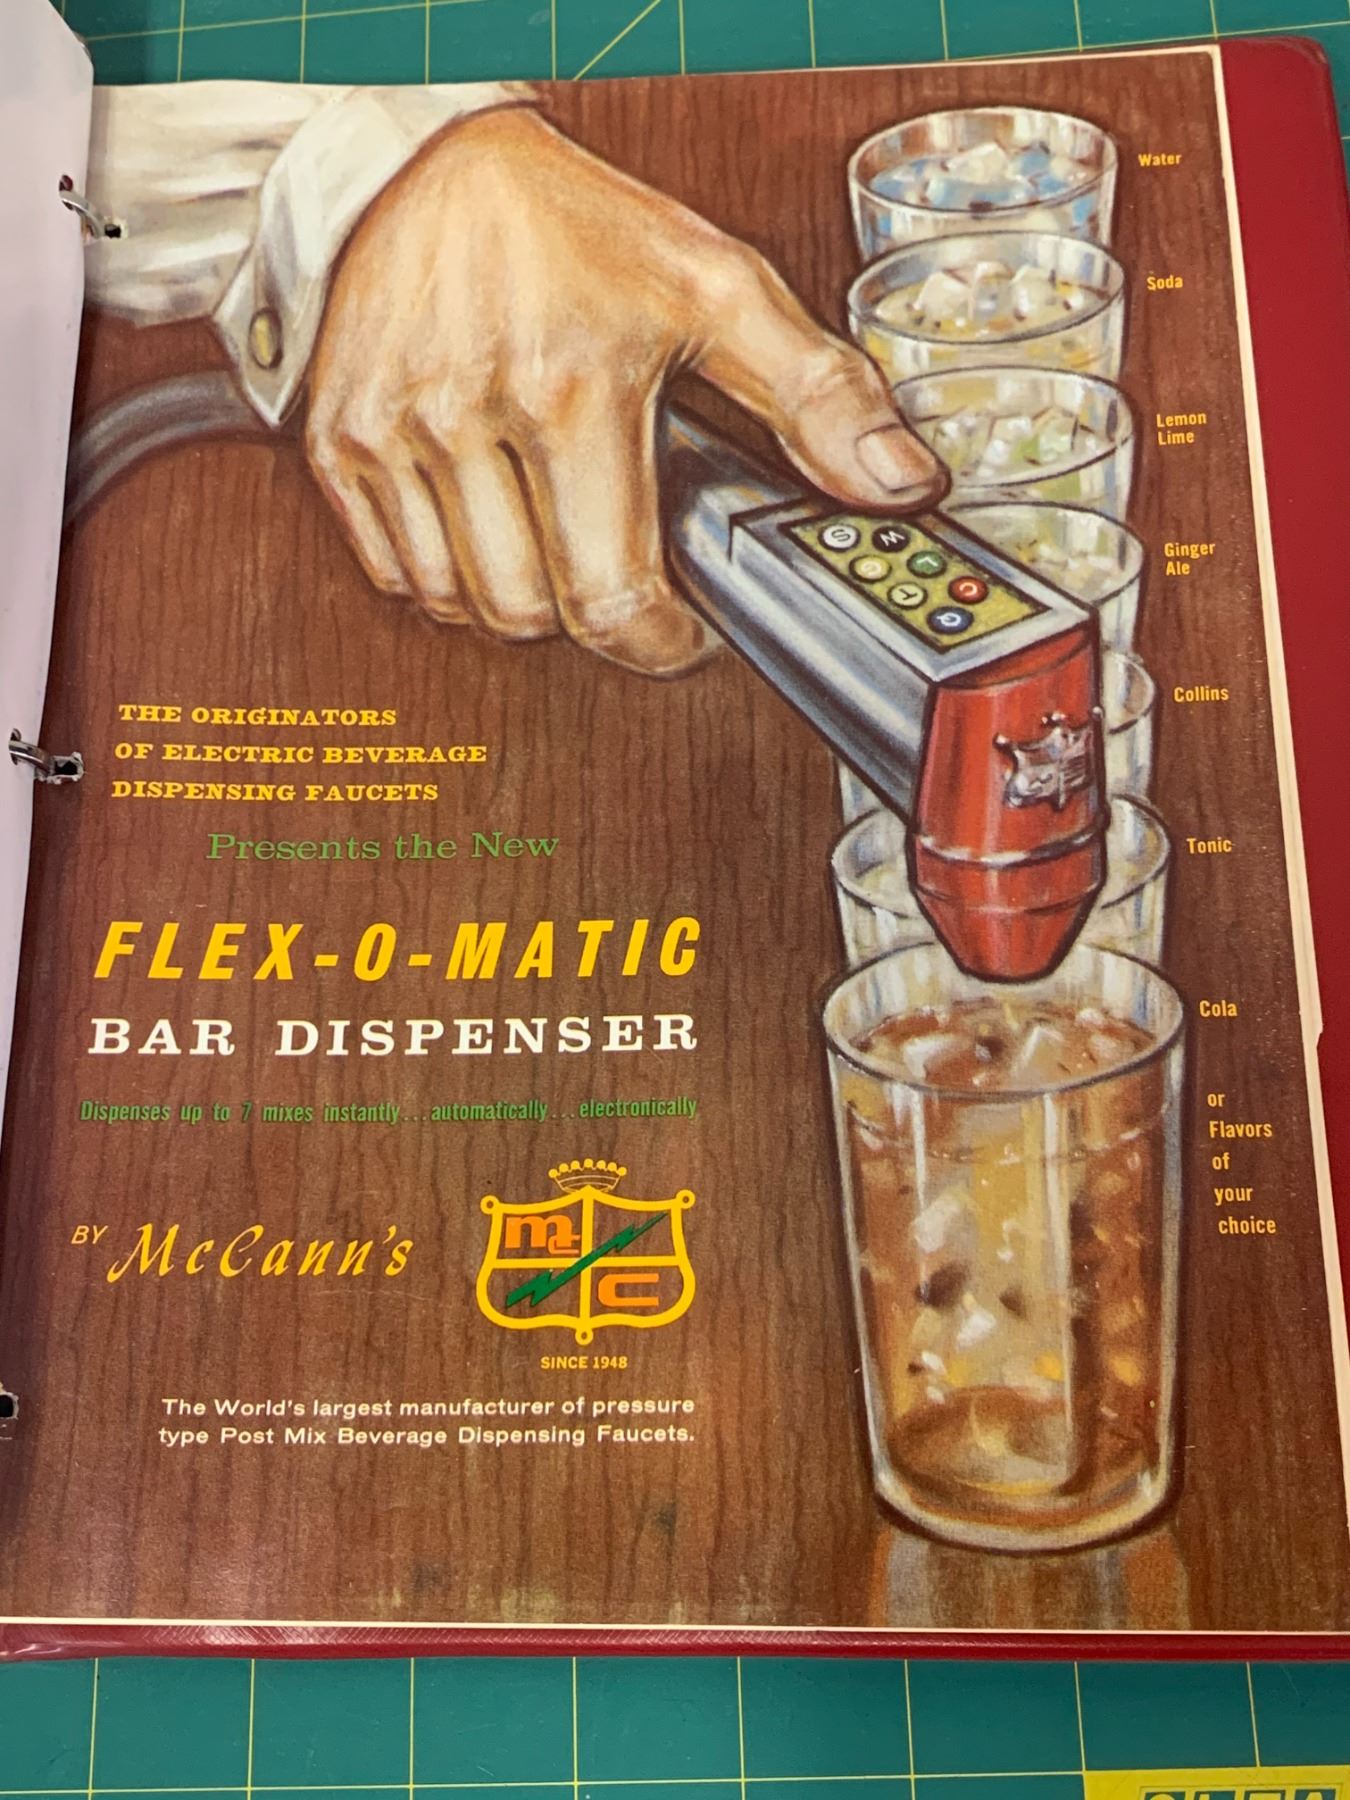 Water
Soda
Lemon
Lime
Ginger
Ale
Collins
Tonic
Cola
or
Flavors
of
your
choice
S W
G L
T C
Q
THE ORIGINATORS
OF ELECTRIC BEVERAGE
DISPENSING FAUCETS
Presents the New
FLEX-O-MATIC
BAR DISPENSER
Dispenses up to 7 mixes instantly...automatically...electronically
BY McCann's
mc
C
SINCE 1948
The World's largest manufacturer of pressure
type Post Mix Beverage Dispensing Faucets.